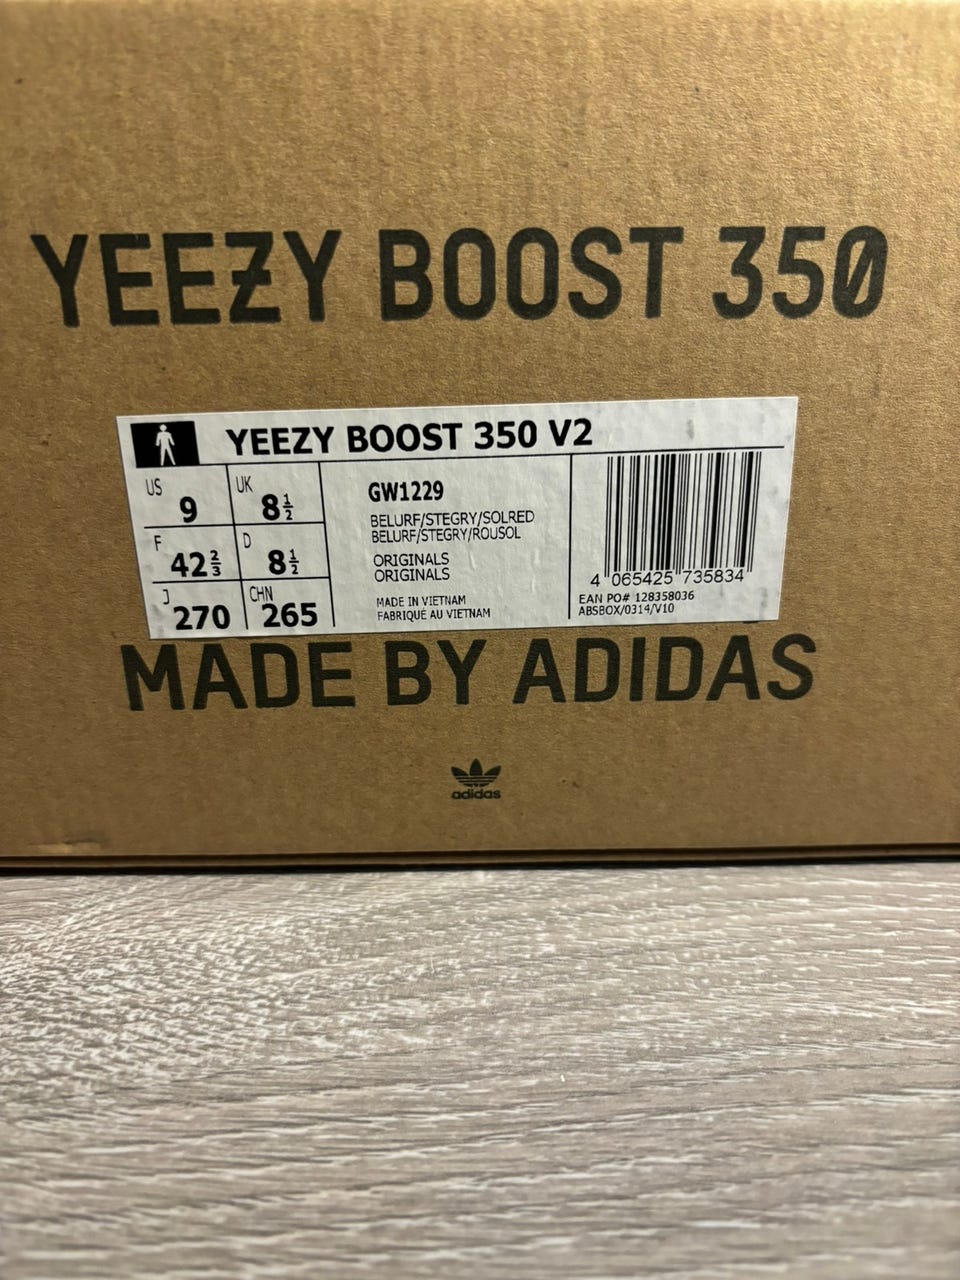 YEEZY BOOST 350
YEEZY BOOST 350 V2
US 9
UK 8½
F 42⅔
D 8½
J 270
CHN 265
GW1229
BELURF/STEGRY/SOLRED
BELURF/STEGRY/ROUSOL
ORIGINALS
ORIGINALS
MADE IN VIETNAM
FABRIQUÉ AU VIETNAM
4 065425 735834
EAN PO# 128358036
ABSBOX/0314/V10
MADE BY ADIDAS
adidas